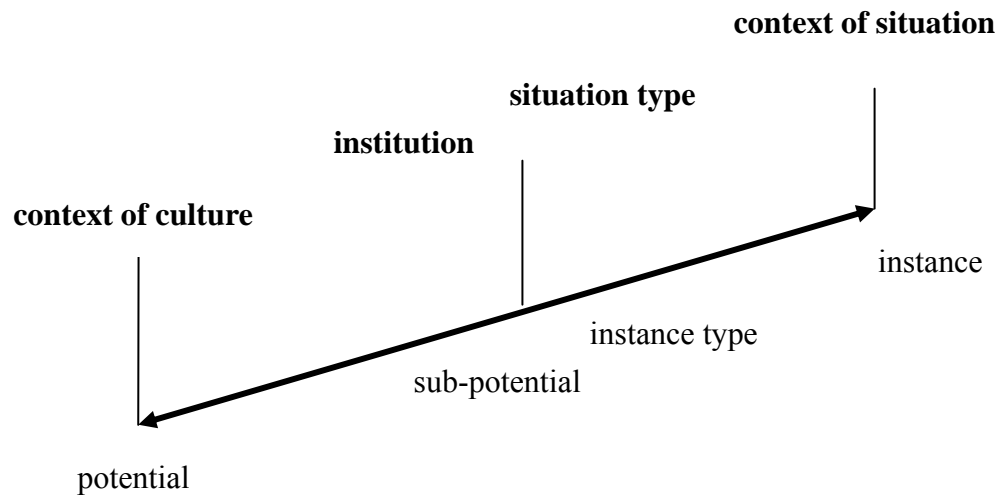 context of situation
situation type
institution
context of culture
instance
instance type
sub-potential
potential